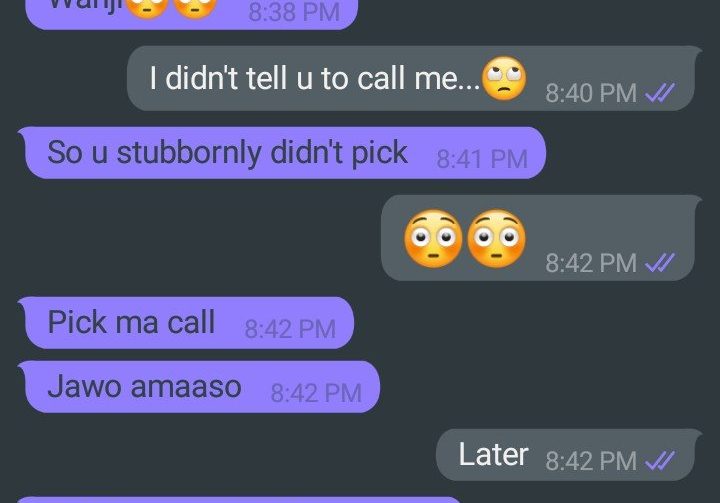 Wanji😳😳 8:38 PM
I didn't tell u to call me...🙄 8:40 PM
So u stubbornly didn't pick 8:41 PM
😳😳 8:42 PM
Pick ma call 8:42 PM
Jawo amaaso 8:42 PM
Later 8:42 PM